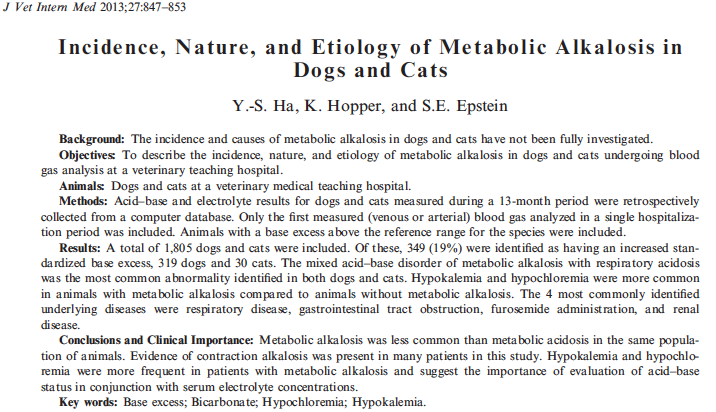 J Vet Intern Med 2013;27:847–853
Incidence, Nature, and Etiology of Metabolic Alkalosis in
Dogs and Cats
Y.-S. Ha, K. Hopper, and S.E. Epstein
Background: The incidence and causes of metabolic alkalosis in dogs and cats have not been fully investigated.
Objectives: To describe the incidence, nature, and etiology of metabolic alkalosis in dogs and cats undergoing blood
gas analysis at a veterinary teaching hospital.
Animals: Dogs and cats at a veterinary medical teaching hospital.
Methods: Acid–base and electrolyte results for dogs and cats measured during a 13-month period were retrospectively
collected from a computer database. Only the first measured (venous or arterial) blood gas analyzed in a single hospitaliza-
tion period was included. Animals with a base excess above the reference range for the species were included.
Results: A total of 1,805 dogs and cats were included. Of these, 349 (19%) were identified as having an increased stan-
dardized base excess, 319 dogs and 30 cats. The mixed acid–base disorder of metabolic alkalosis with respiratory acidosis
was the most common abnormality identified in both dogs and cats. Hypokalemia and hypochloremia were more common
in animals with metabolic alkalosis compared to animals without metabolic alkalosis. The 4 most commonly identified
underlying diseases were respiratory disease, gastrointestinal tract obstruction, furosemide administration, and renal
disease.
Conclusions and Clinical Importance: Metabolic alkalosis was less common than metabolic acidosis in the same popula-
tion of animals. Evidence of contraction alkalosis was present in many patients in this study. Hypokalemia and hypochlo-
remia were more frequent in patients with metabolic alkalosis and suggest the importance of evaluation of acid–base
status in conjunction with serum electrolyte concentrations.
Key words: Base excess; Bicarbonate; Hypochloremia; Hypokalemia.